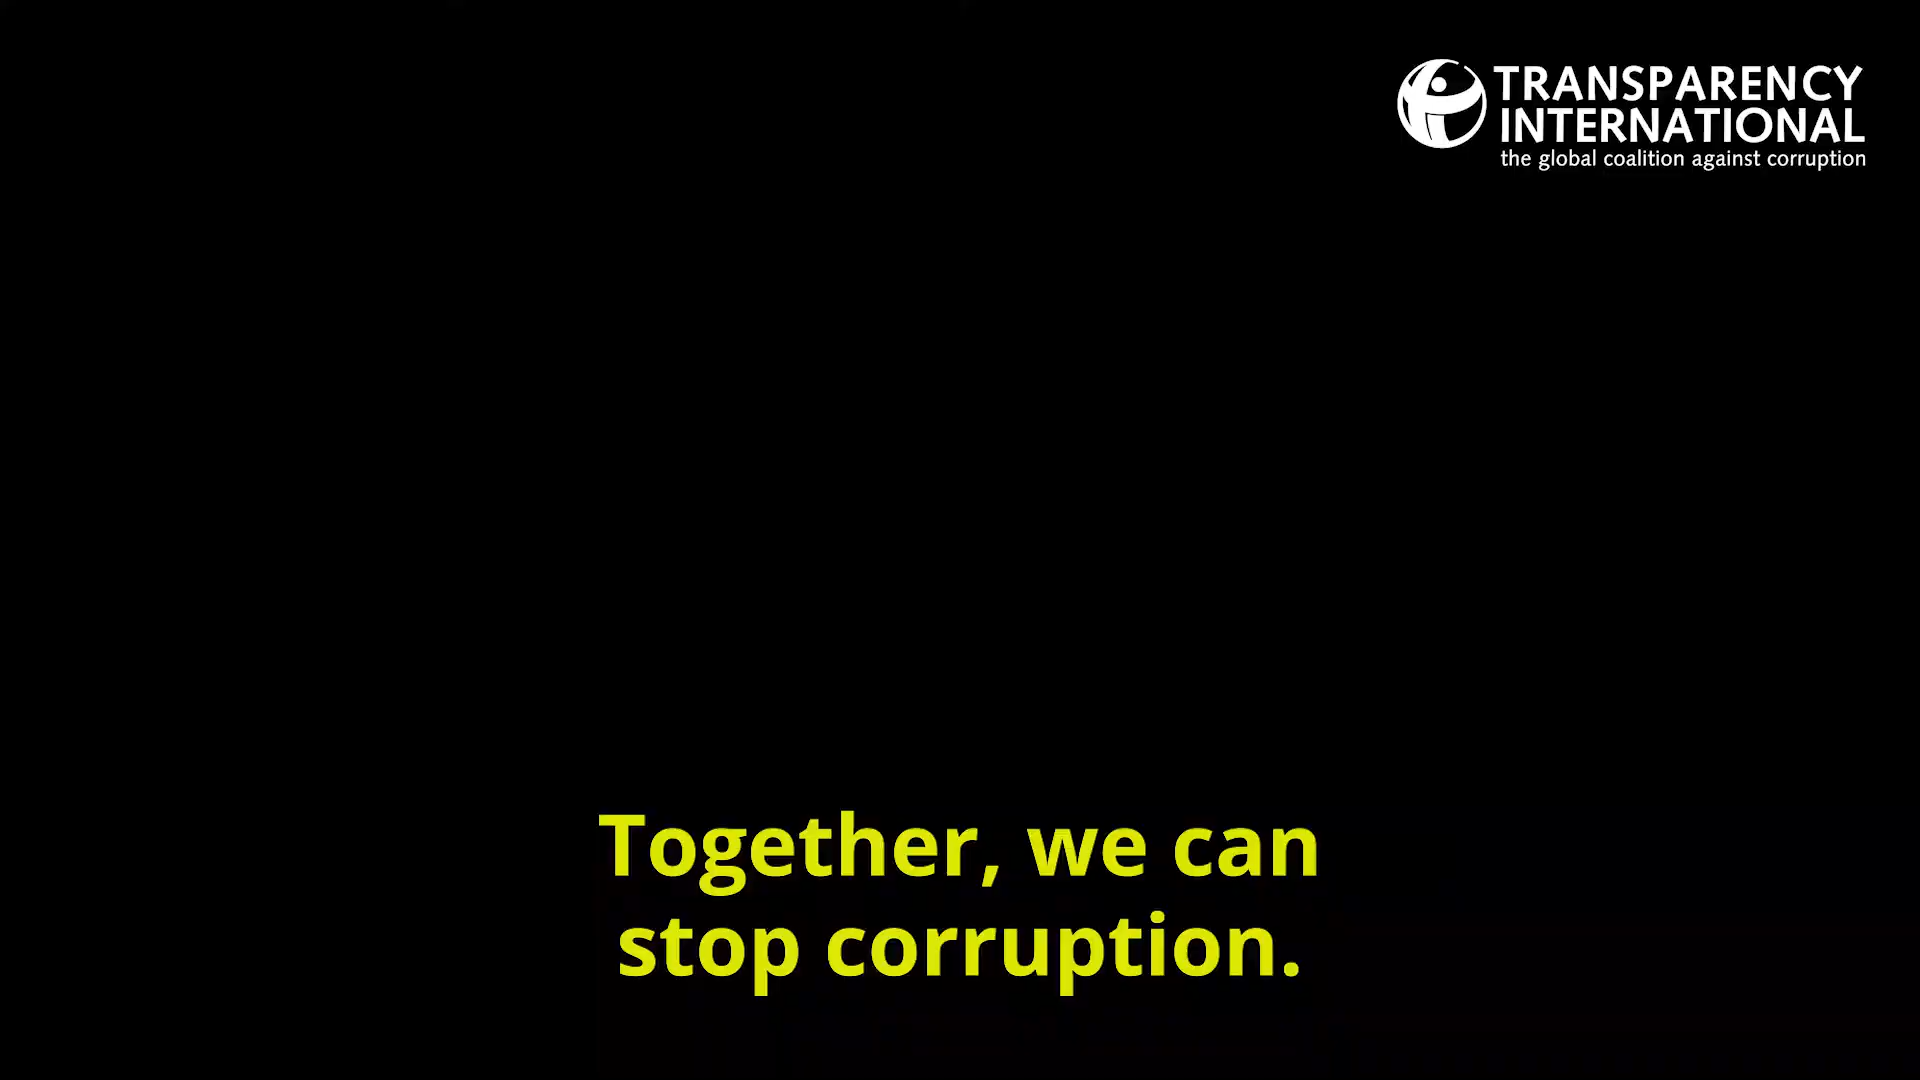 TRANSPARENCY
INTERNATIONAL
the global coalition against corruption
Together, we can
stop corruption.